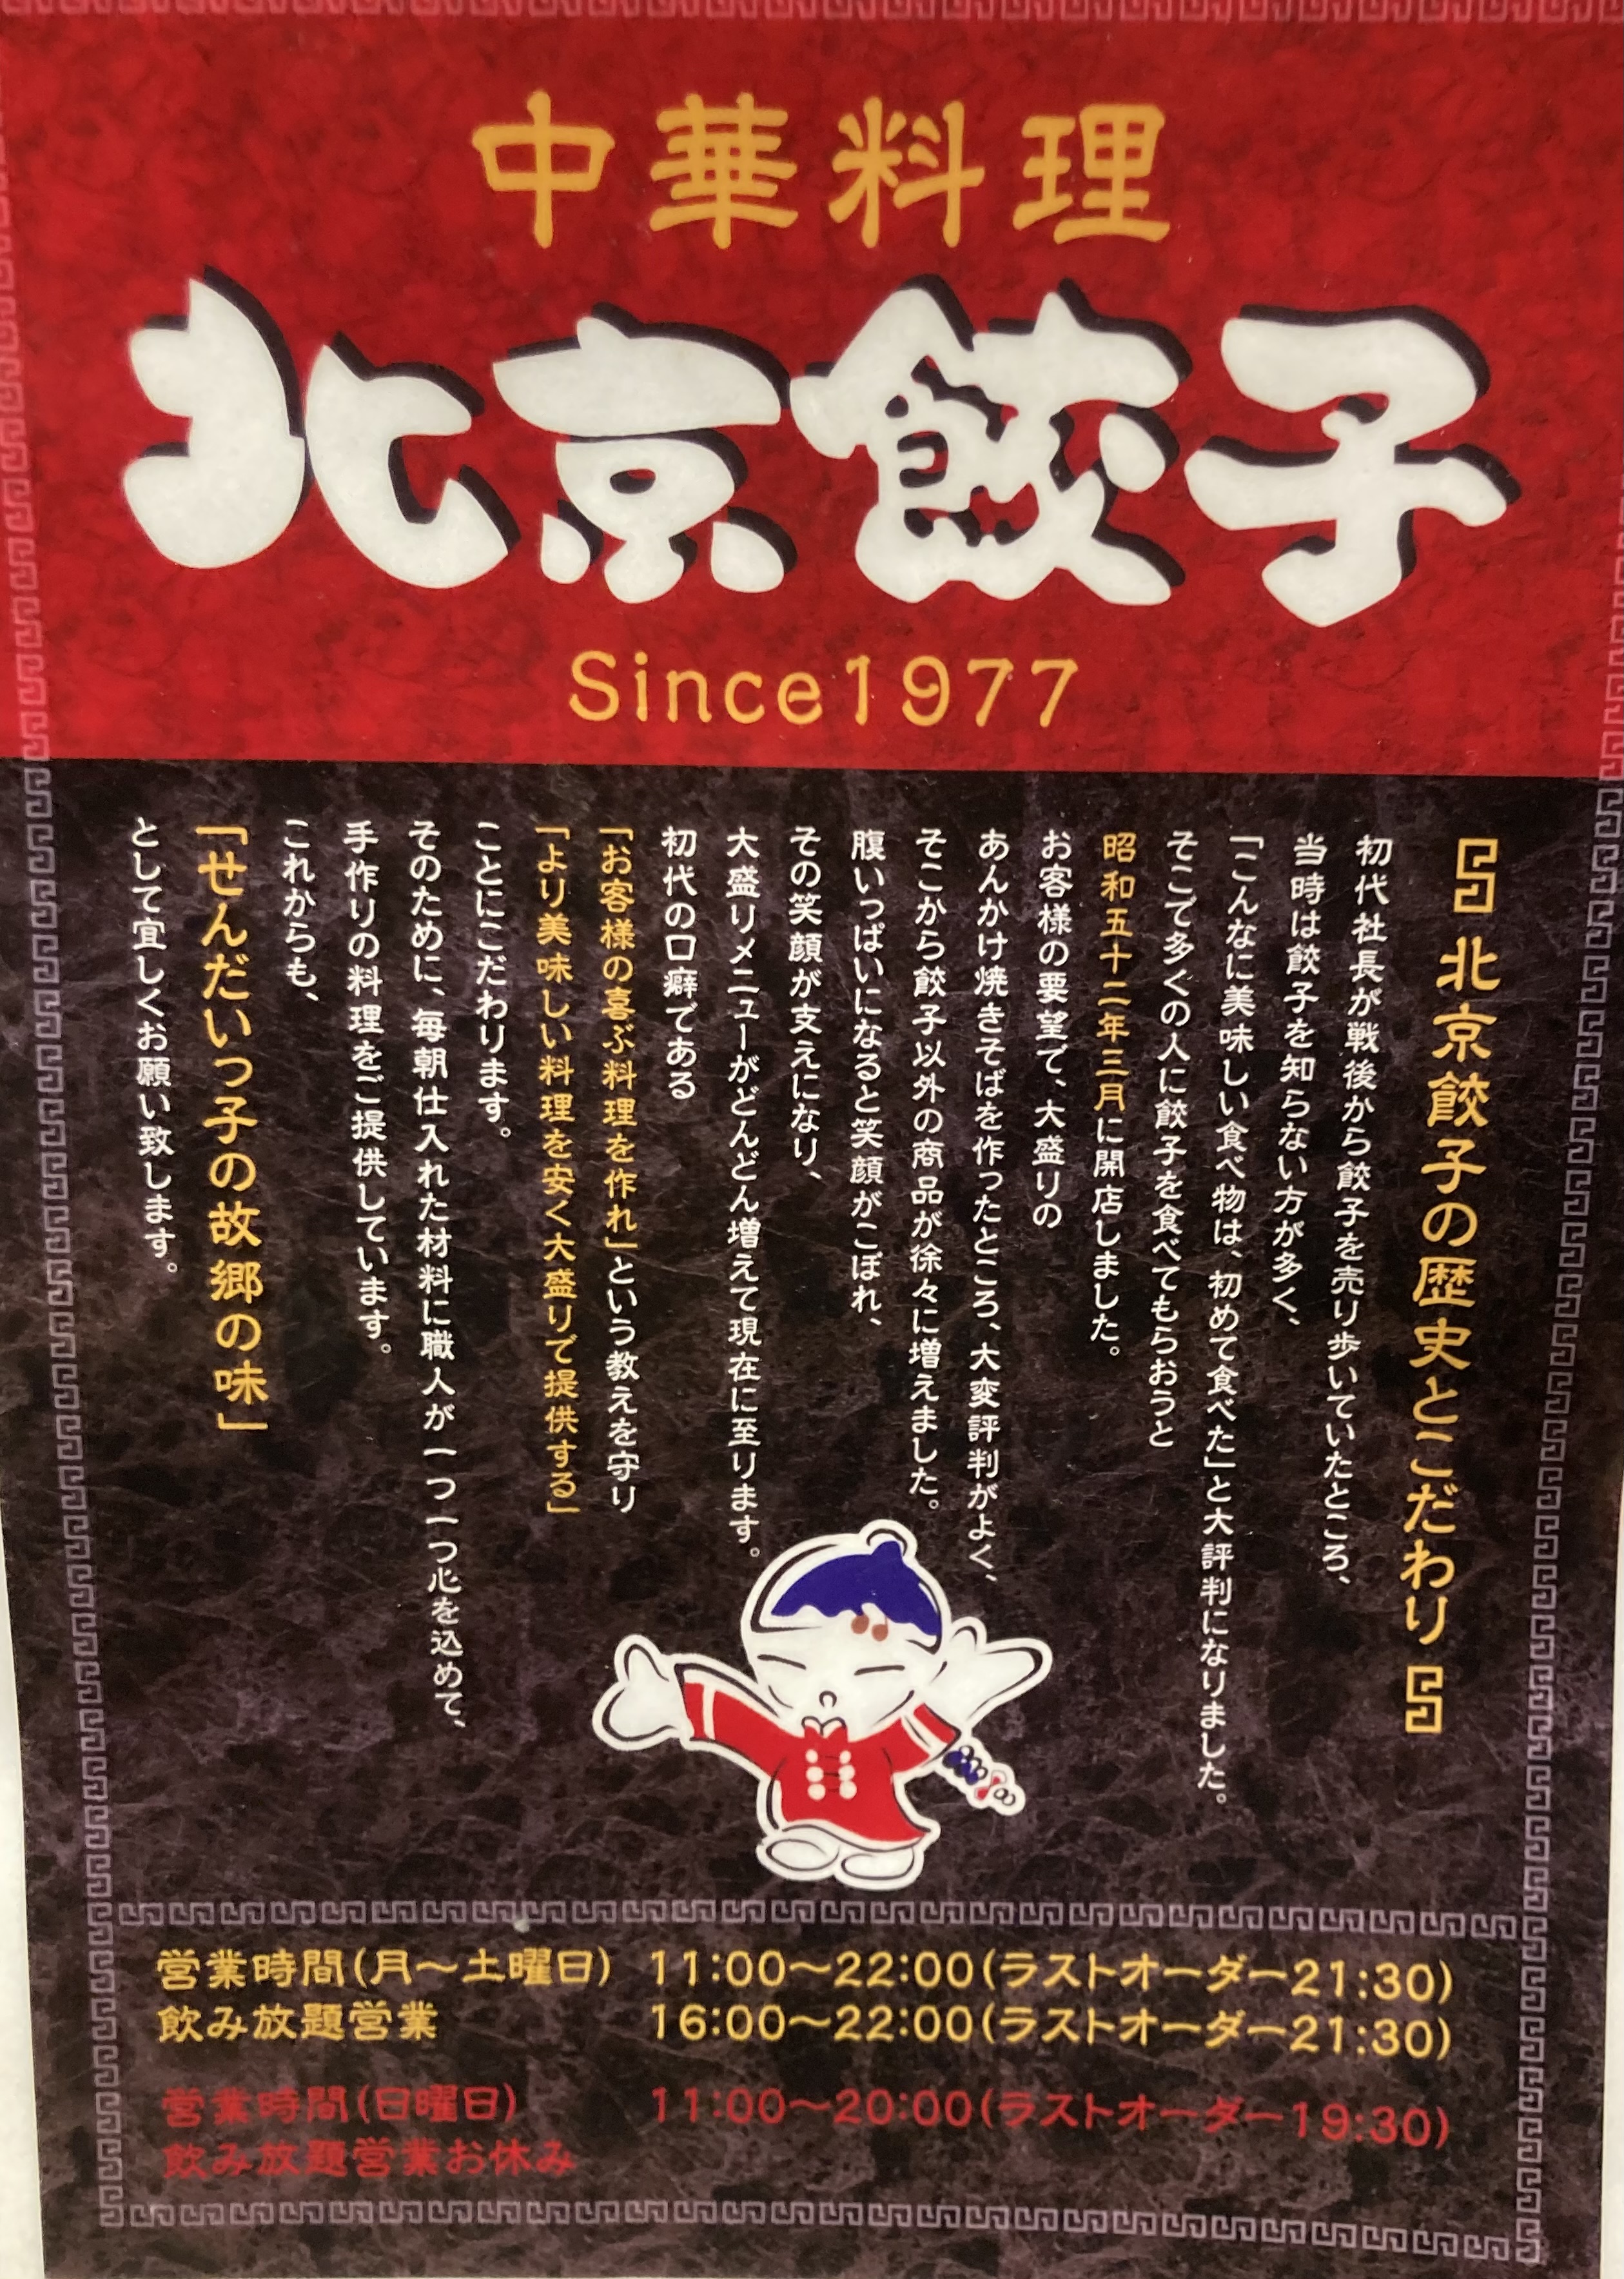 中華料理
北京餃子
Since1977
北京餃子の歴史とこだわり
初代社長が戦後から餃子を売り歩いていたところ、
当時は餃子を知らない方が多く、
「こんなに美味しい食べ物は、初めて食べた」と大評判になりました。
そこで多くの人に餃子を食べてもらおうと
昭和五十二年三月に開店しました。
お客様の要望で、大盛りの
あんかけ焼きそばを作ったところ、大変評判がよく、
そこから餃子以外の商品が徐々に増えました。
腹いっぱいになると笑顔がこぼれ、
その笑顔が支えになり、
大盛りメニューがどんどん増えて現在に至ります。
初代の口癖である
「お客様の喜ぶ料理を作れ」という教えを守り
「より美味しい料理を安く大盛りで提供する」
ことにこだわります。
そのために、毎朝仕入れた材料に職人が一つ一つ心を込めて、
手作りの料理をご提供しています。
これからも、
「せんだいっ子の故郷の味」
として宜しくお願い致します。
営業時間(月〜土曜日) 11:00〜22:00(ラストオーダー21:30)
飲み放題営業 16:00〜22:00(ラストオーダー21:30)
営業時間(日曜日) 11:00〜20:00(ラストオーダー19:30)
飲み放題営業お休み